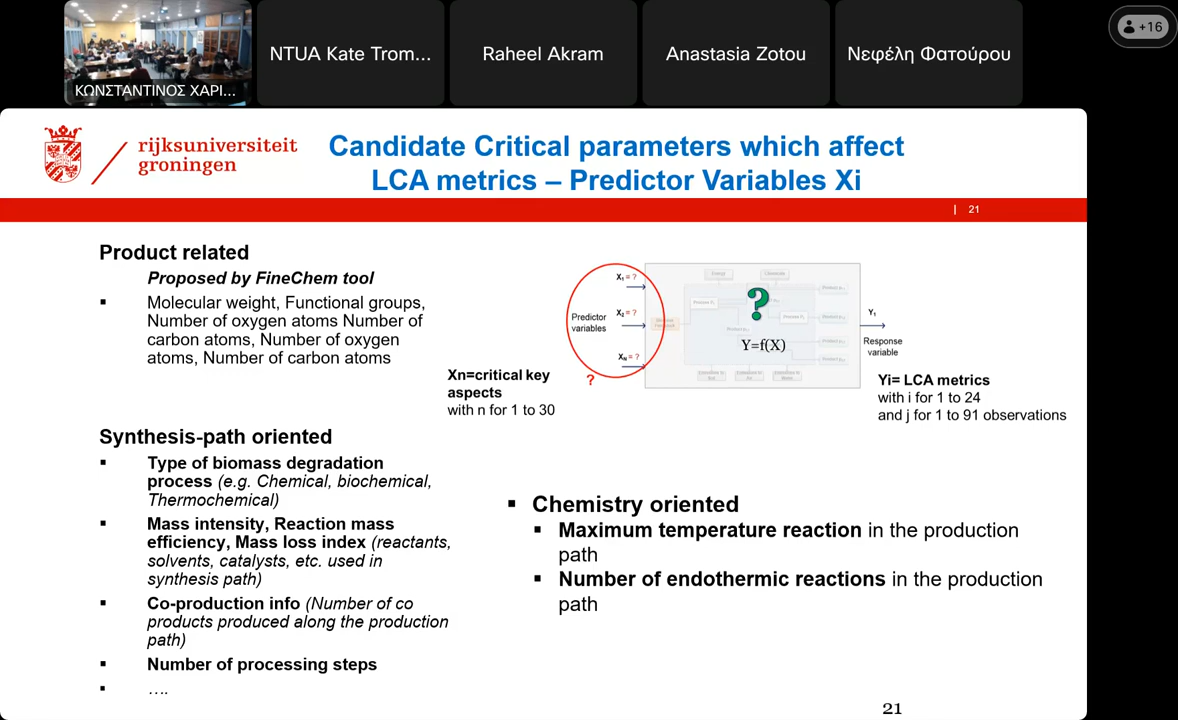 ΚΩΝΣΤΑΝΤΙΝΟΣ ΧΑΡΙ...
NTUA Kate Trom...
Raheel Akram
Anastasia Zotou
Νεφέλη Φατούρου
+16
rijksuniversiteit
groningen
Candidate Critical parameters which affect
LCA metrics – Predictor Variables Xi
| 21
Product related
Proposed by FineChem tool
▪ Molecular weight, Functional groups,
Number of oxygen atoms Number of
carbon atoms, Number of oxygen
atoms, Number of carbon atoms
Predictor
variables
X₁ = ?
X₂ = ?
X_N = ?
?
?
Y=f(X)
Y₁
Response
variable
Xn=critical key
aspects
with n for 1 to 30
Yi= LCA metrics
with i for 1 to 24
and j for 1 to 91 observations
Synthesis-path oriented
▪ Type of biomass degradation
process (e.g. Chemical, biochemical,
Thermochemical)
▪ Mass intensity, Reaction mass
efficiency, Mass loss index (reactants,
solvents, catalysts, etc. used in
synthesis path)
▪ Co-production info (Number of co
products produced along the production
path)
▪ Number of processing steps
▪ ....
▪ Chemistry oriented
▪ Maximum temperature reaction in the production
path
▪ Number of endothermic reactions in the production
path
21